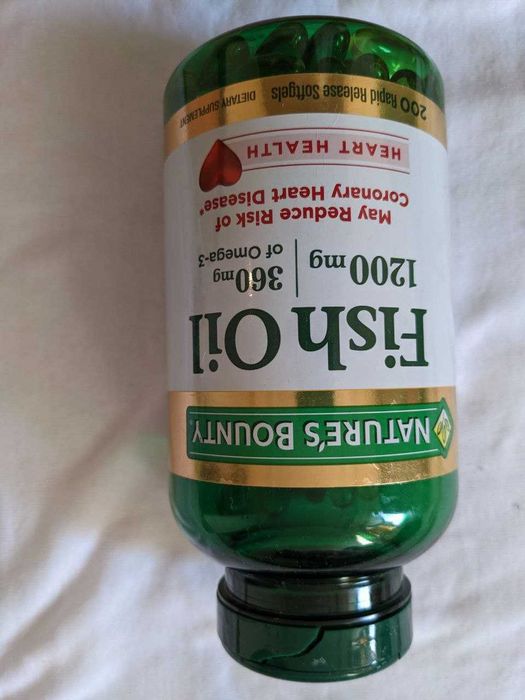 NATURE'S BOUNTY
Fish Oil
1200 mg
360 mg
of Omega-3
May Reduce Risk of
Coronary Heart Disease*
HEART HEALTH
200 Rapid Release Softgels
DIETARY SUPPLEMENT